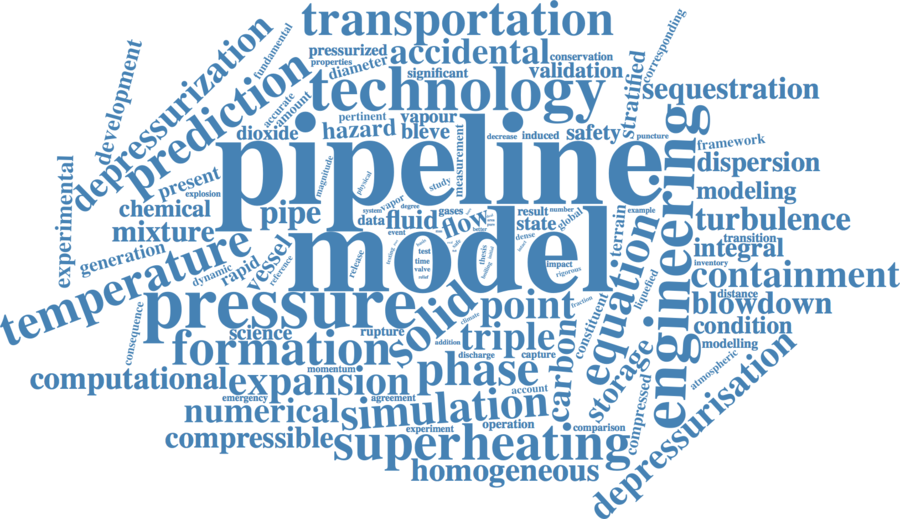 transportation
pressurized
accidental
conservation
properties
diameter
significant
validation
fundamental
depressurization
development
prediction
accurate
amount
technology
stratified
corresponding
sequestration
pertinent
vapour
dioxide
hazard
bleve
decrease
induced
safety
puncture
measurement
pipeline
engineering
framework
dispersion
modeling
experimental
present
explosion
magnitude
physical
study
vapor
degree
system
chemical
pipe
data
fluid
gases
flow
result
number
state
global
example
terrain
turbulence
mixture
event
dense
transition
integral
generation
temperature
dynamic
rapid
vessel
reference
release
model
test
time
valve
thesis
impact
rigorous
equation
liquefied
inventory
containment
distance
blowdown
condition
modelling
consequence
pressure
solid
point
fraction
constituent
science
rupture
climate
triple
formation
addition
discharge
capture
carbon
storage
atmospheric
depressurisation
computational
momentum
expansion
phase
account
compressed
emergency
agreement
numerical
simulation
experiment
operation
comparison
compressible
superheating
homogeneous